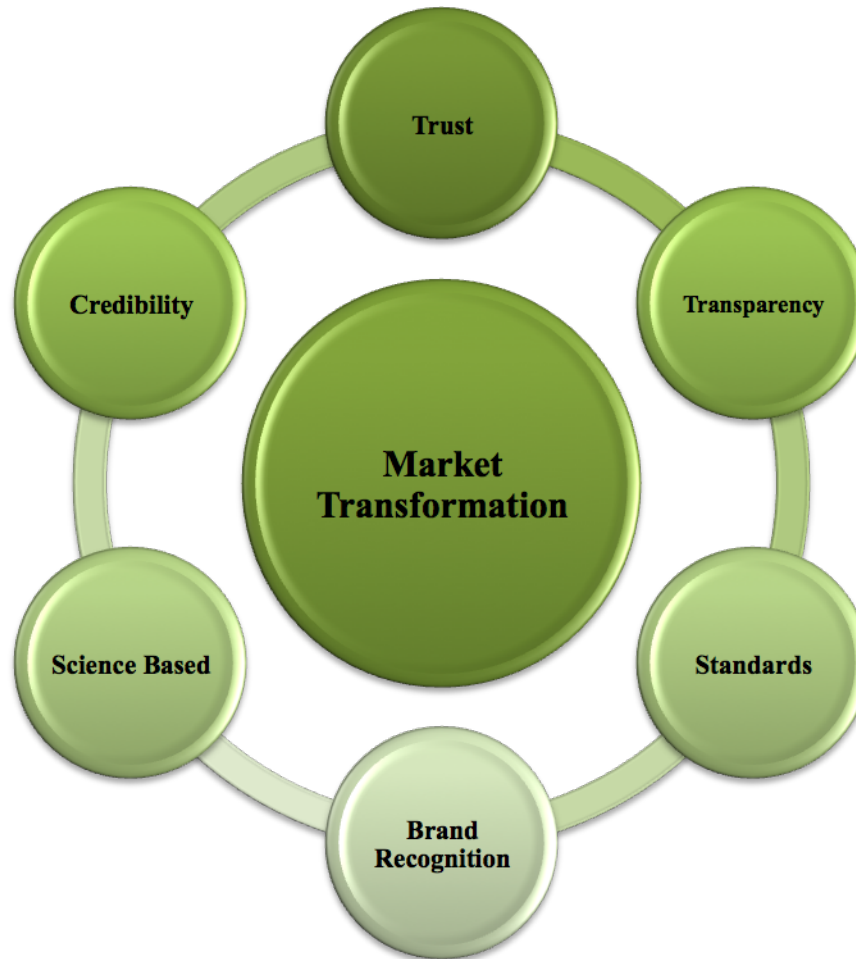 Trust
Credibility
Transparency
Market
Transformation
Science Based
Standards
Brand
Recognition